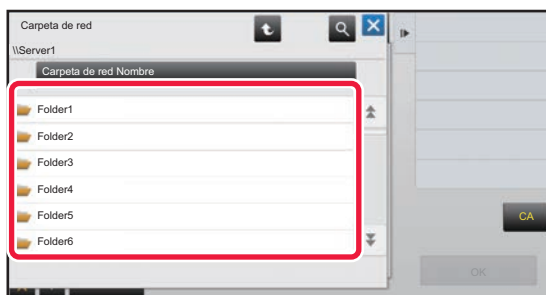 Carpeta de red
\\Server1
Carpeta de red Nombre
Folder1
Folder2
Folder3
Folder4
Folder5
Folder6
CA
OK